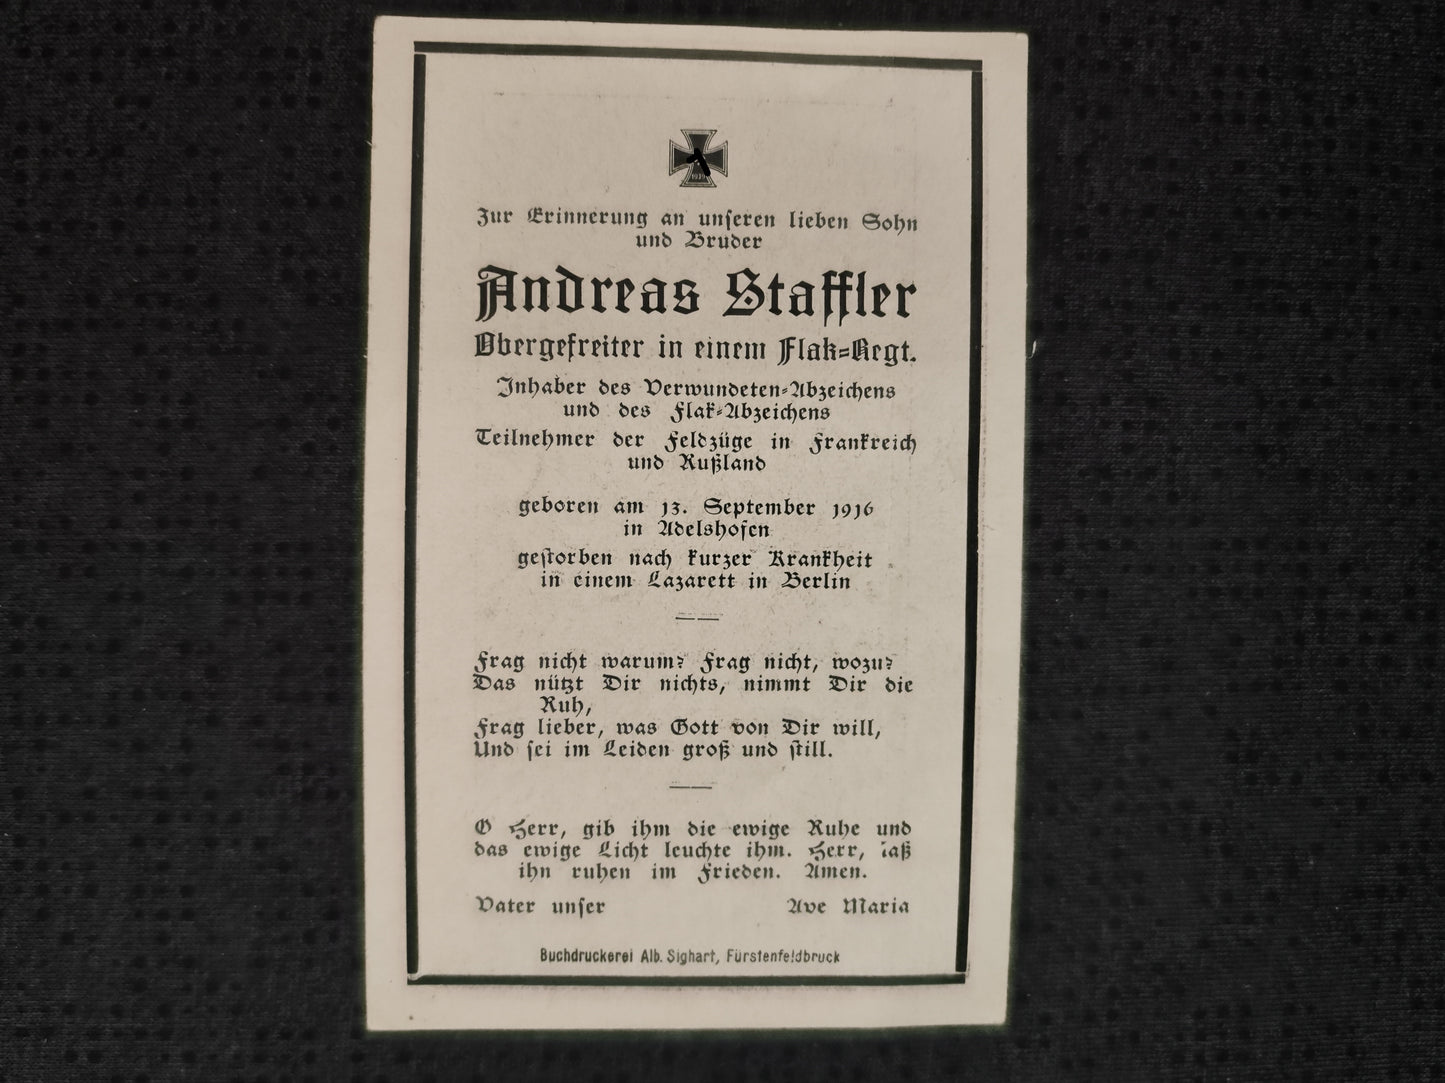 1939
Zur Erinnerung an unseren lieben Sohn
und Bruder
Andreas Staffler
Obergefreiter in einem Flak=Regt.
Inhaber des Verwundeten=Abzeichens
und des Flak=Abzeichens
Teilnehmer der Feldzüge in Frankreich
und Rußland
geboren am 13. September 1916
in Adelshofen
gestorben nach kurzer Krankheit
in einem Lazarett in Berlin
Frag nicht warum? Frag nicht, wozu?
Das nützt Dir nichts, nimmt Dir die
Ruh,
Frag lieber, was Gott von Dir will,
Und sei im Leiden groß und still.
O Herr, gib ihm die ewige Ruhe und
das ewige Licht leuchte ihm. Herr, laß
ihn ruhen im Frieden. Amen.
Vater unser Ave Maria
Buchdruckerei Alb. Sighart, Fürstenfeldbruck